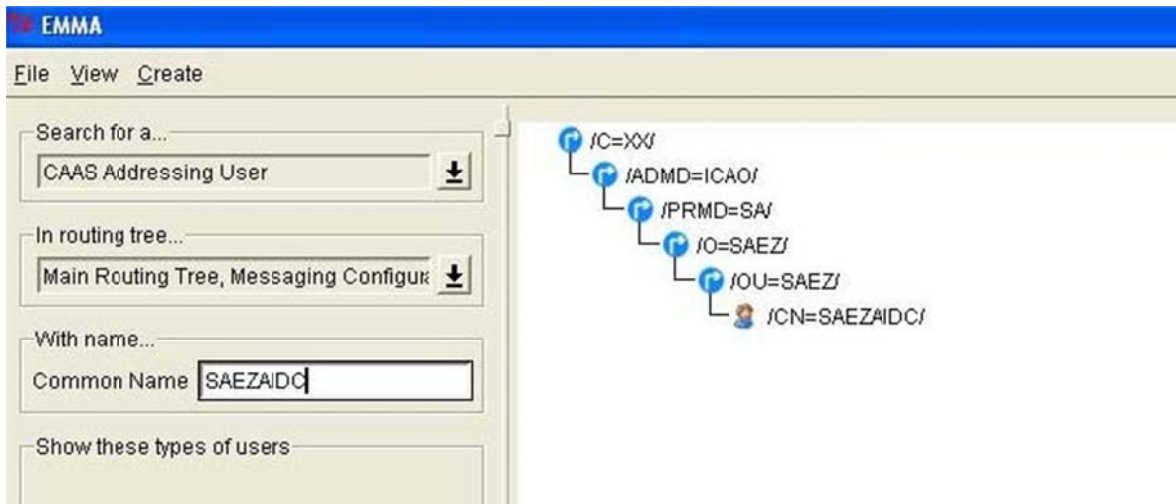 EMMA
File View Create
Search for a...
CAAS Addressing User
In routing tree...
Main Routing Tree, Messaging Configura
With name...
Common Name SAEZAIDC
Show these types of users
/C=XX/
/ADMD=ICAO/
/PRMD=SA/
/O=SAEZ/
/OU=SAEZ/
/CN=SAEZAIDC/